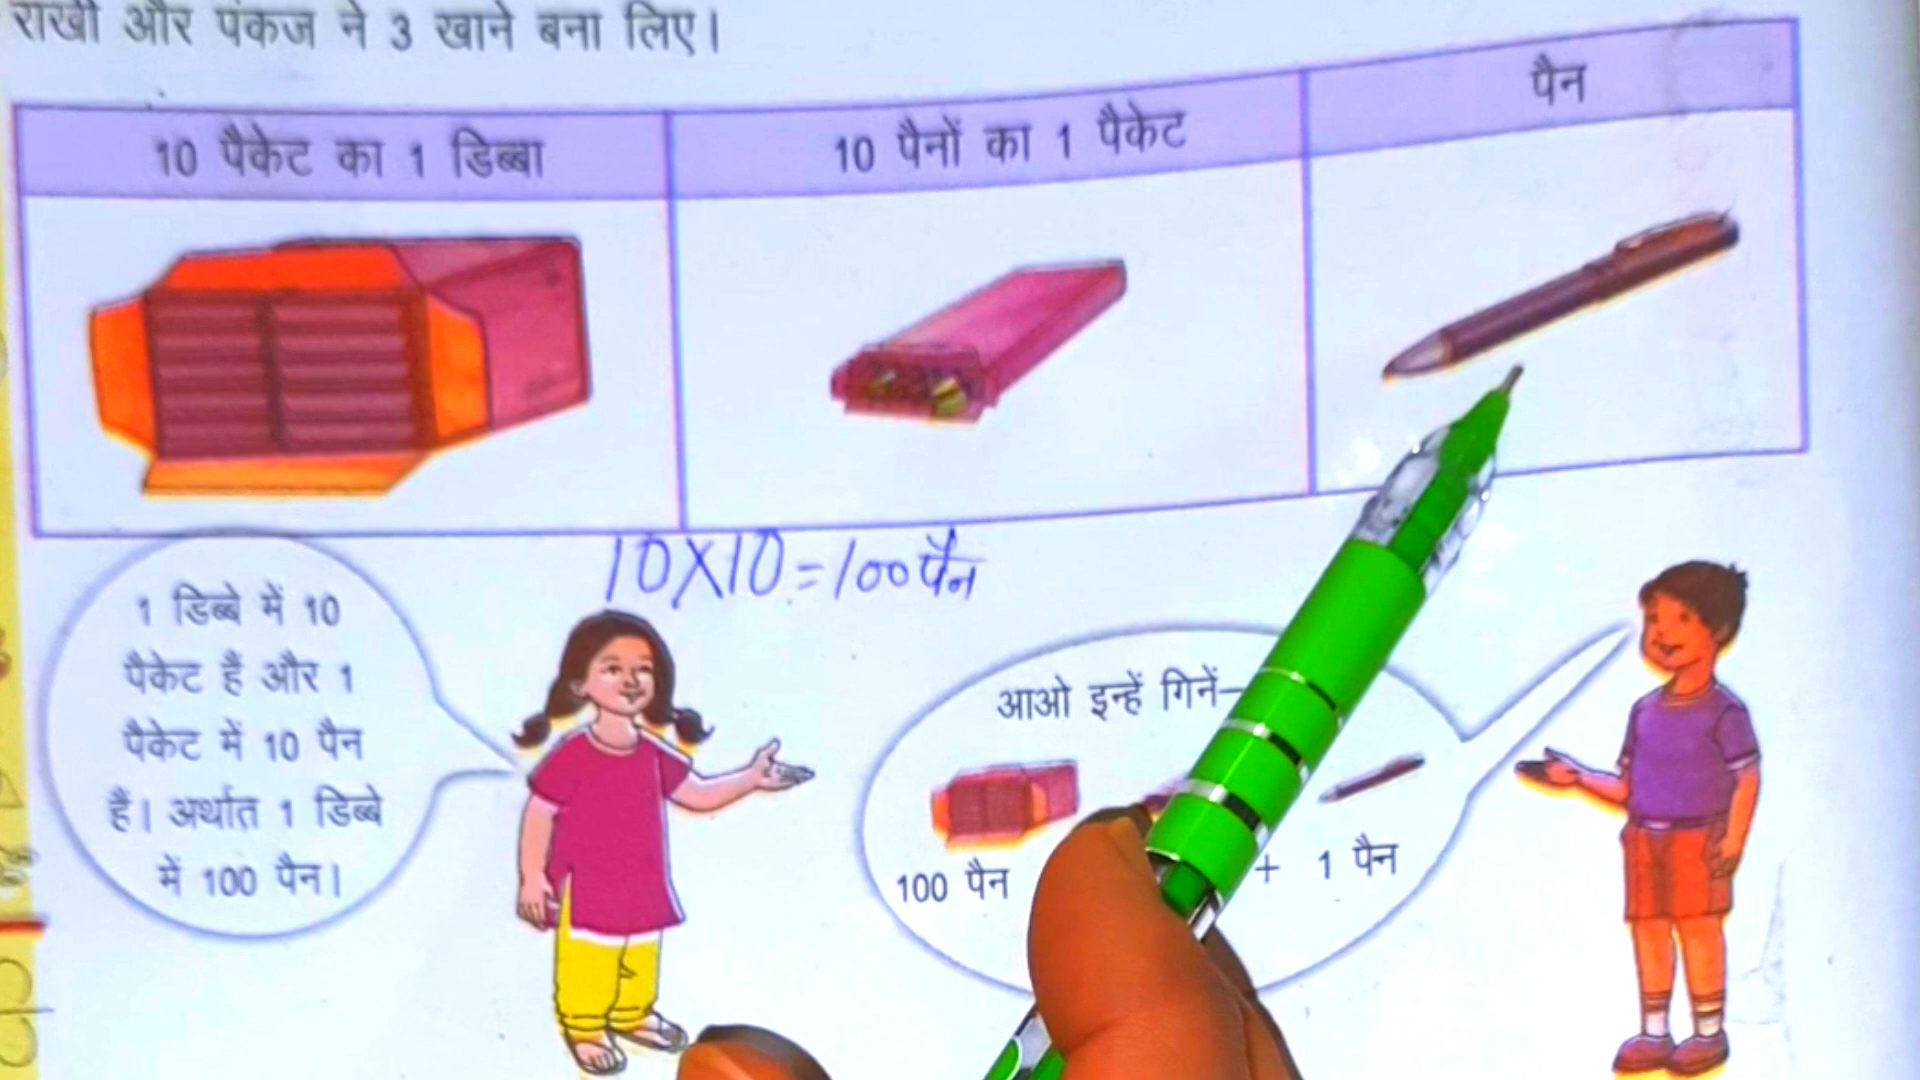 राखी और पंकज ने 3 खाने बना लिए।
10 पैकेट का 1 डिब्बा
10 पैनों का 1 पैकेट
पैन
10X10=100 पैन
1 डिब्बे में 10
पैकेट हैं और 1
पैकेट में 10 पैन
हैं। अर्थात 1 डिब्बे
में 100 पैन।
आओ इन्हें गिनें–
100 पैन + 1 पैन